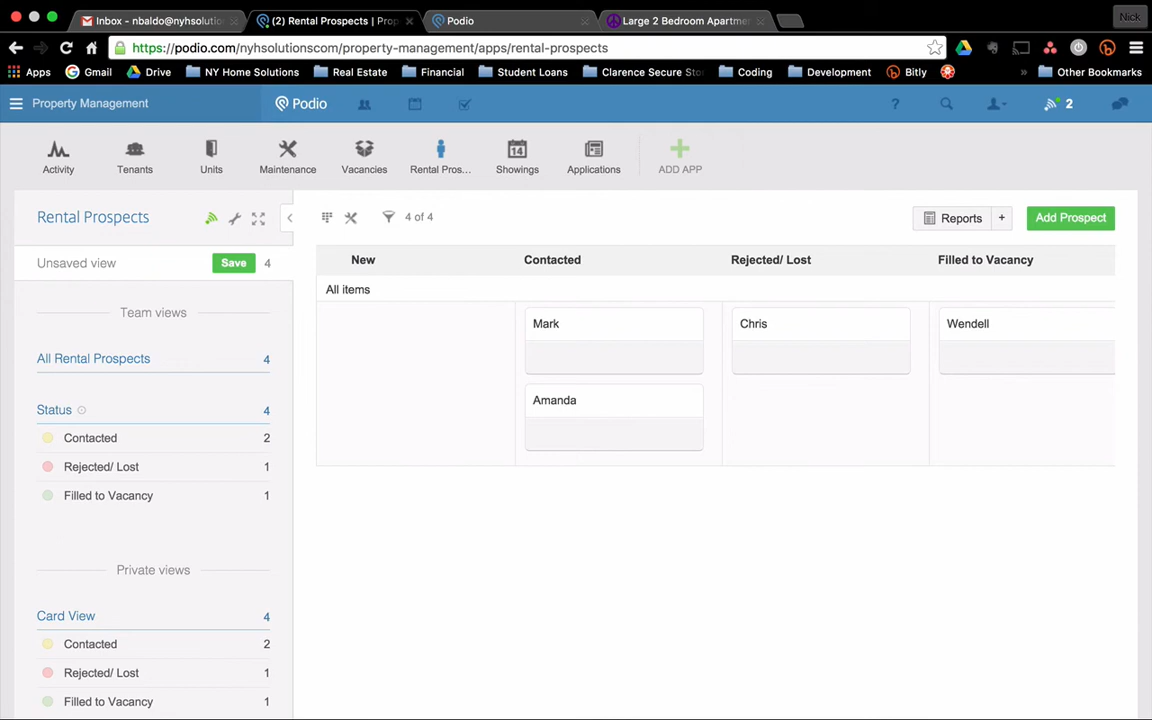 Inbox - nbaldo@nyhsolutio
(2) Rental Prospects | Prop
Podio
Large 2 Bedroom Apartme
Nick
https://podio.com/nyhsolutionscom/property-management/apps/rental-prospects
Apps
Gmail
Drive
NY Home Solutions
Real Estate
Financial
Student Loans
Clarence Secure Sto
Coding
Development
Bitly
»
Other Bookmarks
Property Management
Podio
?
2
Activity
Tenants
Units
Maintenance
Vacancies
Rental Pros...
14
Showings
Applications
ADD APP
Rental Prospects
4 of 4
Reports
+
Add Prospect
Unsaved view
Save
4
New
Contacted
Rejected/ Lost
Filled to Vacancy
All items
Team views
Mark
Chris
Wendell
All Rental Prospects
4
Amanda
Status
4
Contacted
2
Rejected/ Lost
1
Filled to Vacancy
1
Private views
Card View
4
Contacted
2
Rejected/ Lost
1
Filled to Vacancy
1